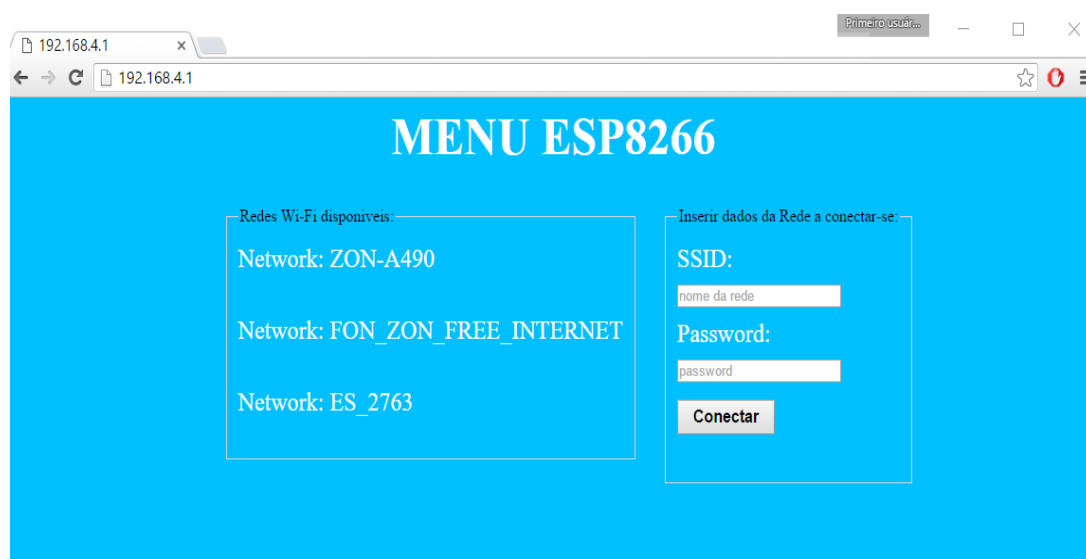 Primeiro usuár...
192.168.4.1
192.168.4.1
MENU ESP8266
Redes Wi-Fi disponiveis:
Network: ZON-A490
Network: FON_ZON_FREE_INTERNET
Network: ES_2763
Inserir dados da Rede a conectar-se:
SSID:
nome da rede
Password:
password
Conectar